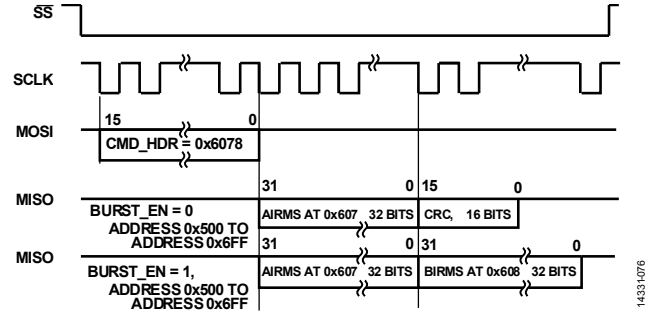 SS
SCLK
MOSI
15 0
CMD_HDR = 0x6078
MISO
31 0 15 0
BURST_EN = 0
ADDRESS 0x500 TO
ADDRESS 0x6FF
AIRMS AT 0x607 32 BITS CRC, 16 BITS
MISO
31 0 31 0
BURST_EN = 1,
ADDRESS 0x500 TO
ADDRESS 0x6FF
AIRMS AT 0x607 32 BITS BIRMS AT 0x608 32 BITS
14331-076